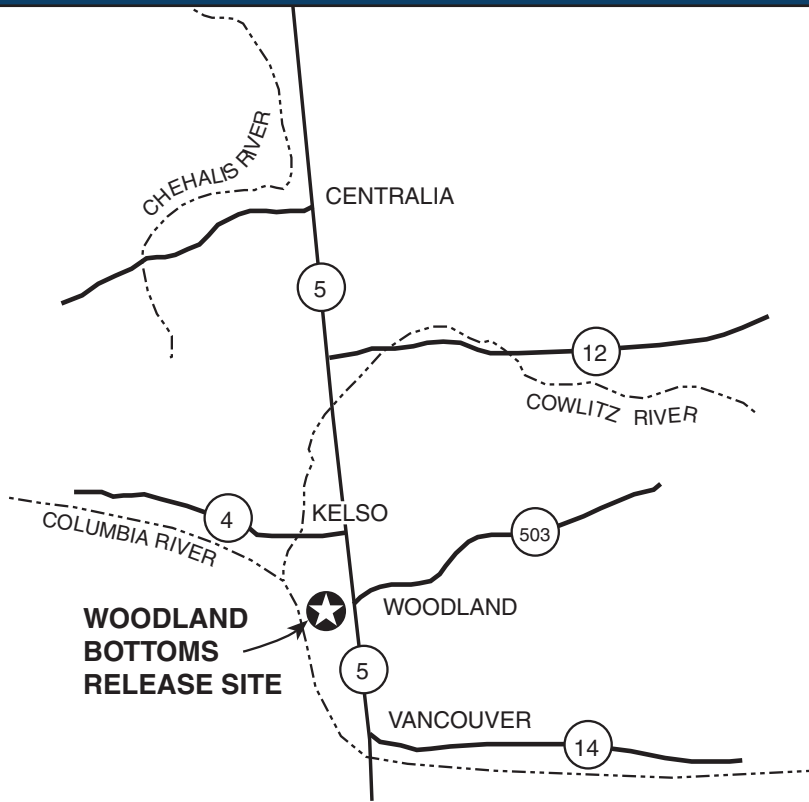 CHEHALIS RIVER
CENTRALIA
5
12
COWLITZ RIVER
4
KELSO
503
COLUMBIA RIVER
WOODLAND
WOODLAND
BOTTOMS
RELEASE SITE
5
VANCOUVER
14